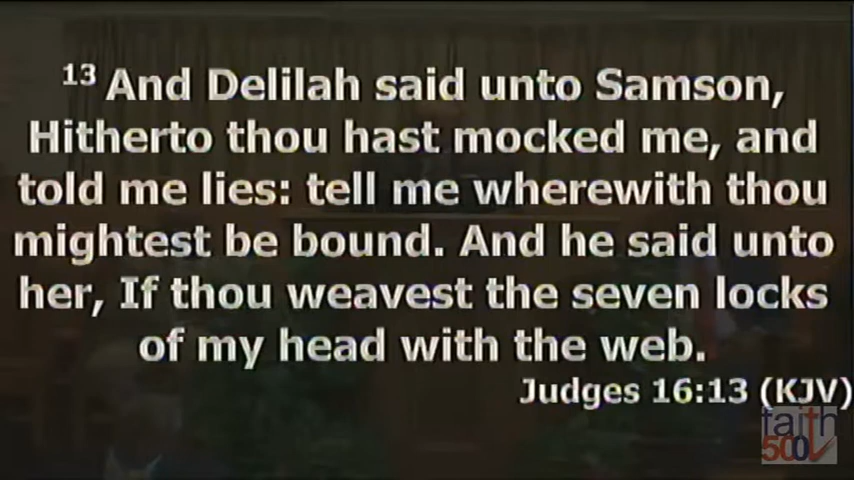 13 And Delilah said unto Samson,
Hitherto thou hast mocked me, and
told me lies: tell me wherewith thou
mightest be bound. And he said unto
her, If thou weavest the seven locks
of my head with the web.
Judges 16:13 (KJV)
faith
500